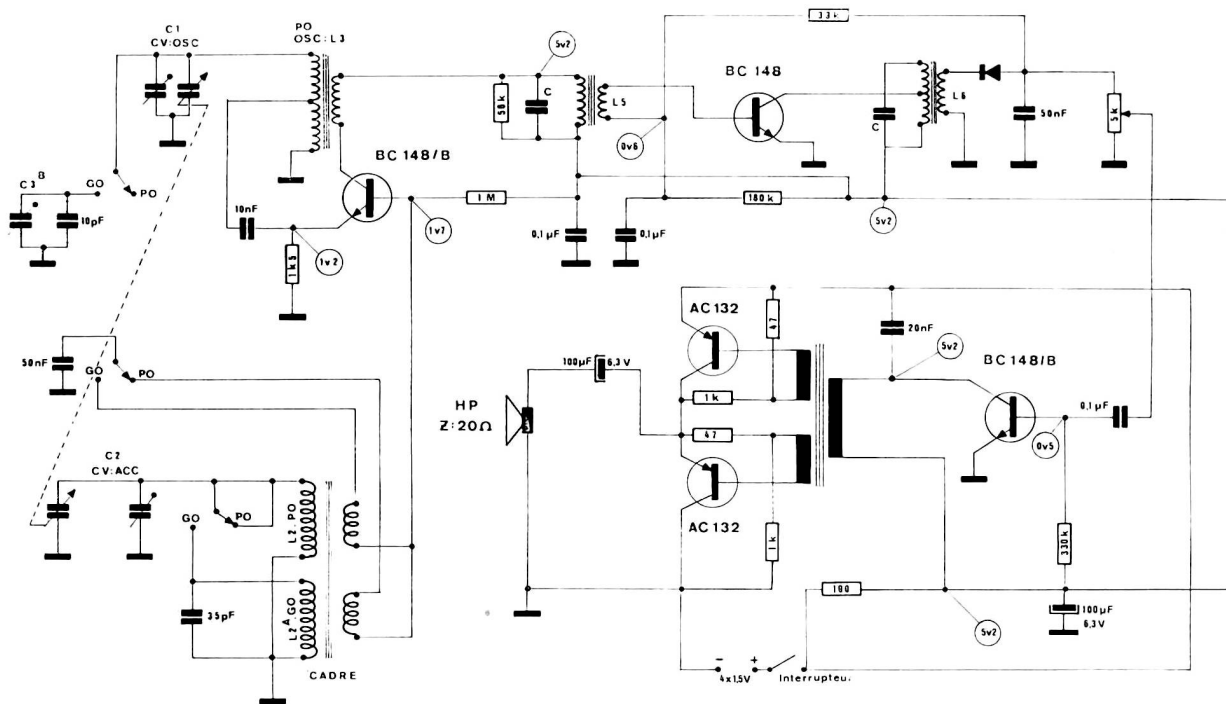 C1
CV:OSC
PO
OSC:L3
5v2
50k
C
L5
33k
BC 148
C
L6
50nF
5k
0v6
BC 148/B
C3 B
GO
PO
10pF
10nF
1v2
1k5
1v7
1M
0,1µF
0,1µF
180k
5v2
50nF
GO
PO
AC 132
47
100µF
6,3V
1k
HP
Z:20Ω
47
AC 132
1k
20nF
5v2
BC 148/B
0,1µF
0v5
330k
C2
CV:ACC
GO
PO
L2.PO
L2A.GO
35pF
CADRE
100
5v2
100µF
6,3V
- +
4x1,5V
Interrupteur.